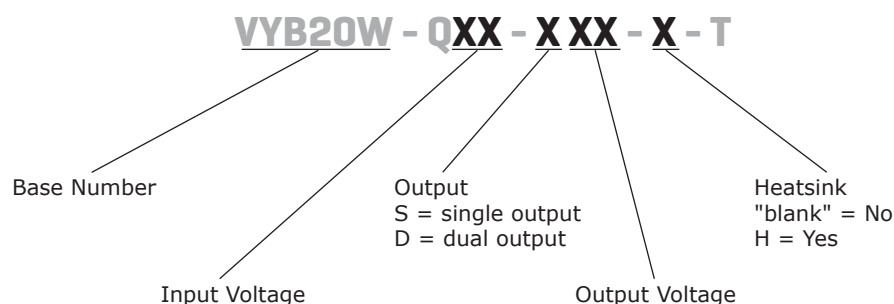 VYB20W - QXX - X XX - X - T
Base Number
Output
S = single output
D = dual output
Heatsink
"blank" = No
H = Yes
Input Voltage
Output Voltage